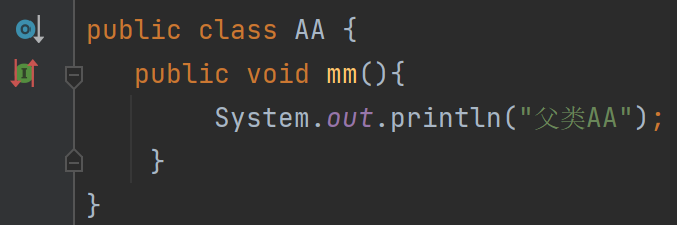 public class AA {
public void mm(){
System.out.println("父类AA");
}
}